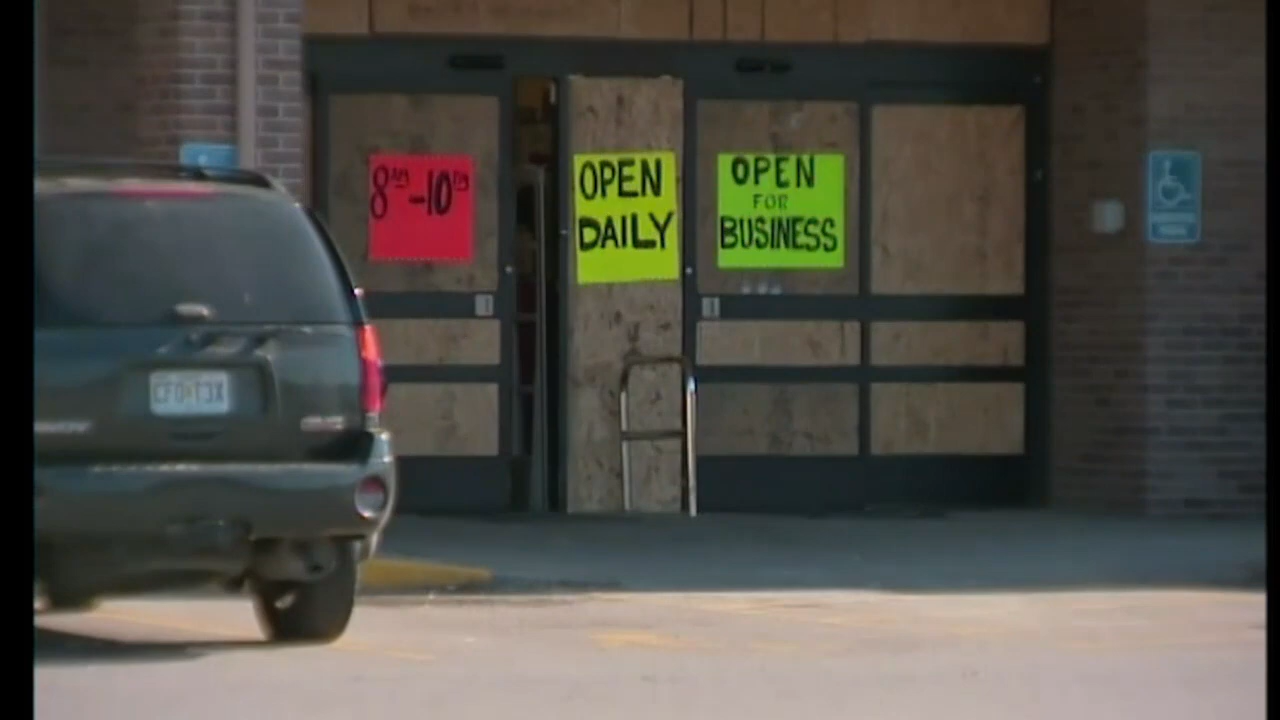 8AM-10PM
OPEN
DAILY
OPEN
FOR
BUSINESS